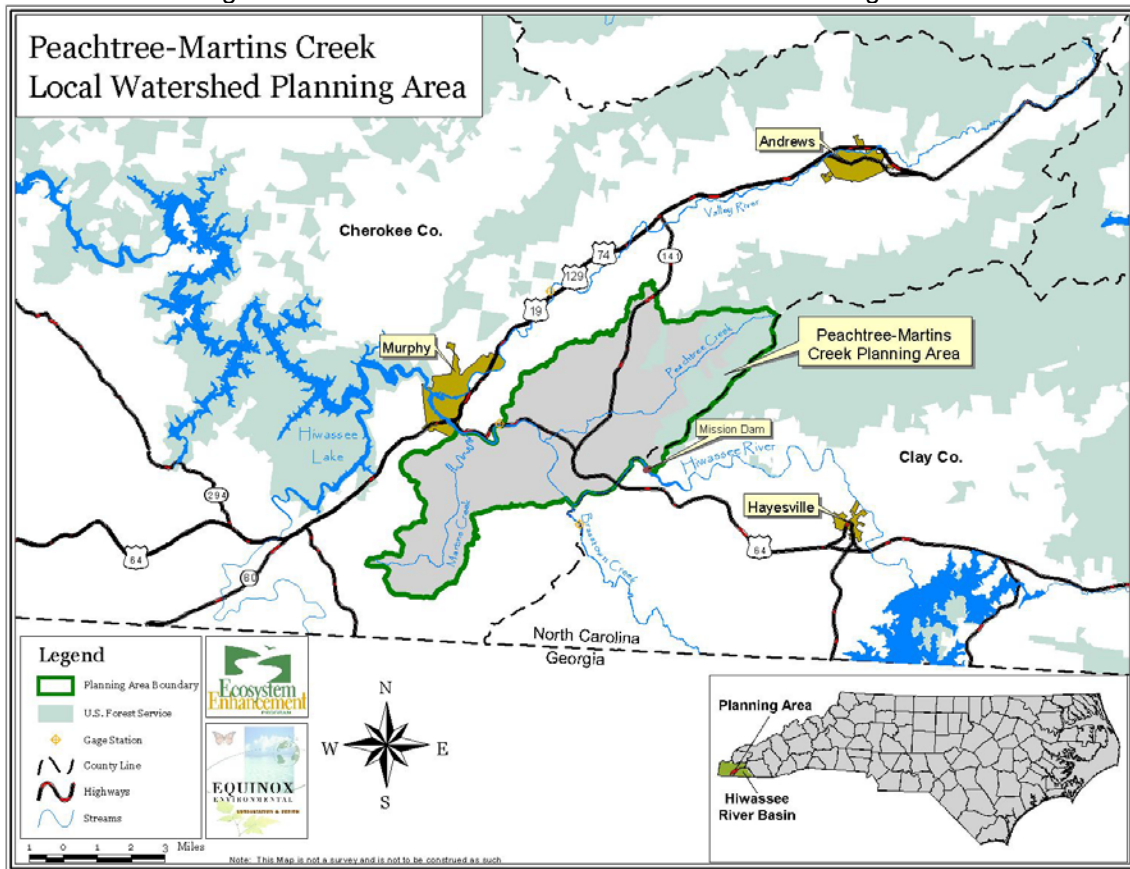 Peachtree-Martins Creek
Local Watershed Planning Area
Andrews
Valley River
Cherokee Co.
74
129
19
141
Murphy
Peachtree Creek
Peachtree-Martins
Creek Planning Area
Mission Dam
Hiwassee River
Clay Co.
Hiwassee
Lake
Hayesville
294
64
60
Martins Creek
Brasstown Creek
64
North Carolina
Georgia
Legend
Planning Area Boundary
U.S. Forest Service
Gage Station
County Line
Highways
Streams
1 0 1 2 3 Miles
Ecosystem
Enhancement
PROGRAM
EQUINOX
ENVIRONMENTAL
CONSULTATION & DESIGN
N
W E
S
Note: This Map is not a survey and is not to be construed as such
Planning Area
Hiwassee
River Basin